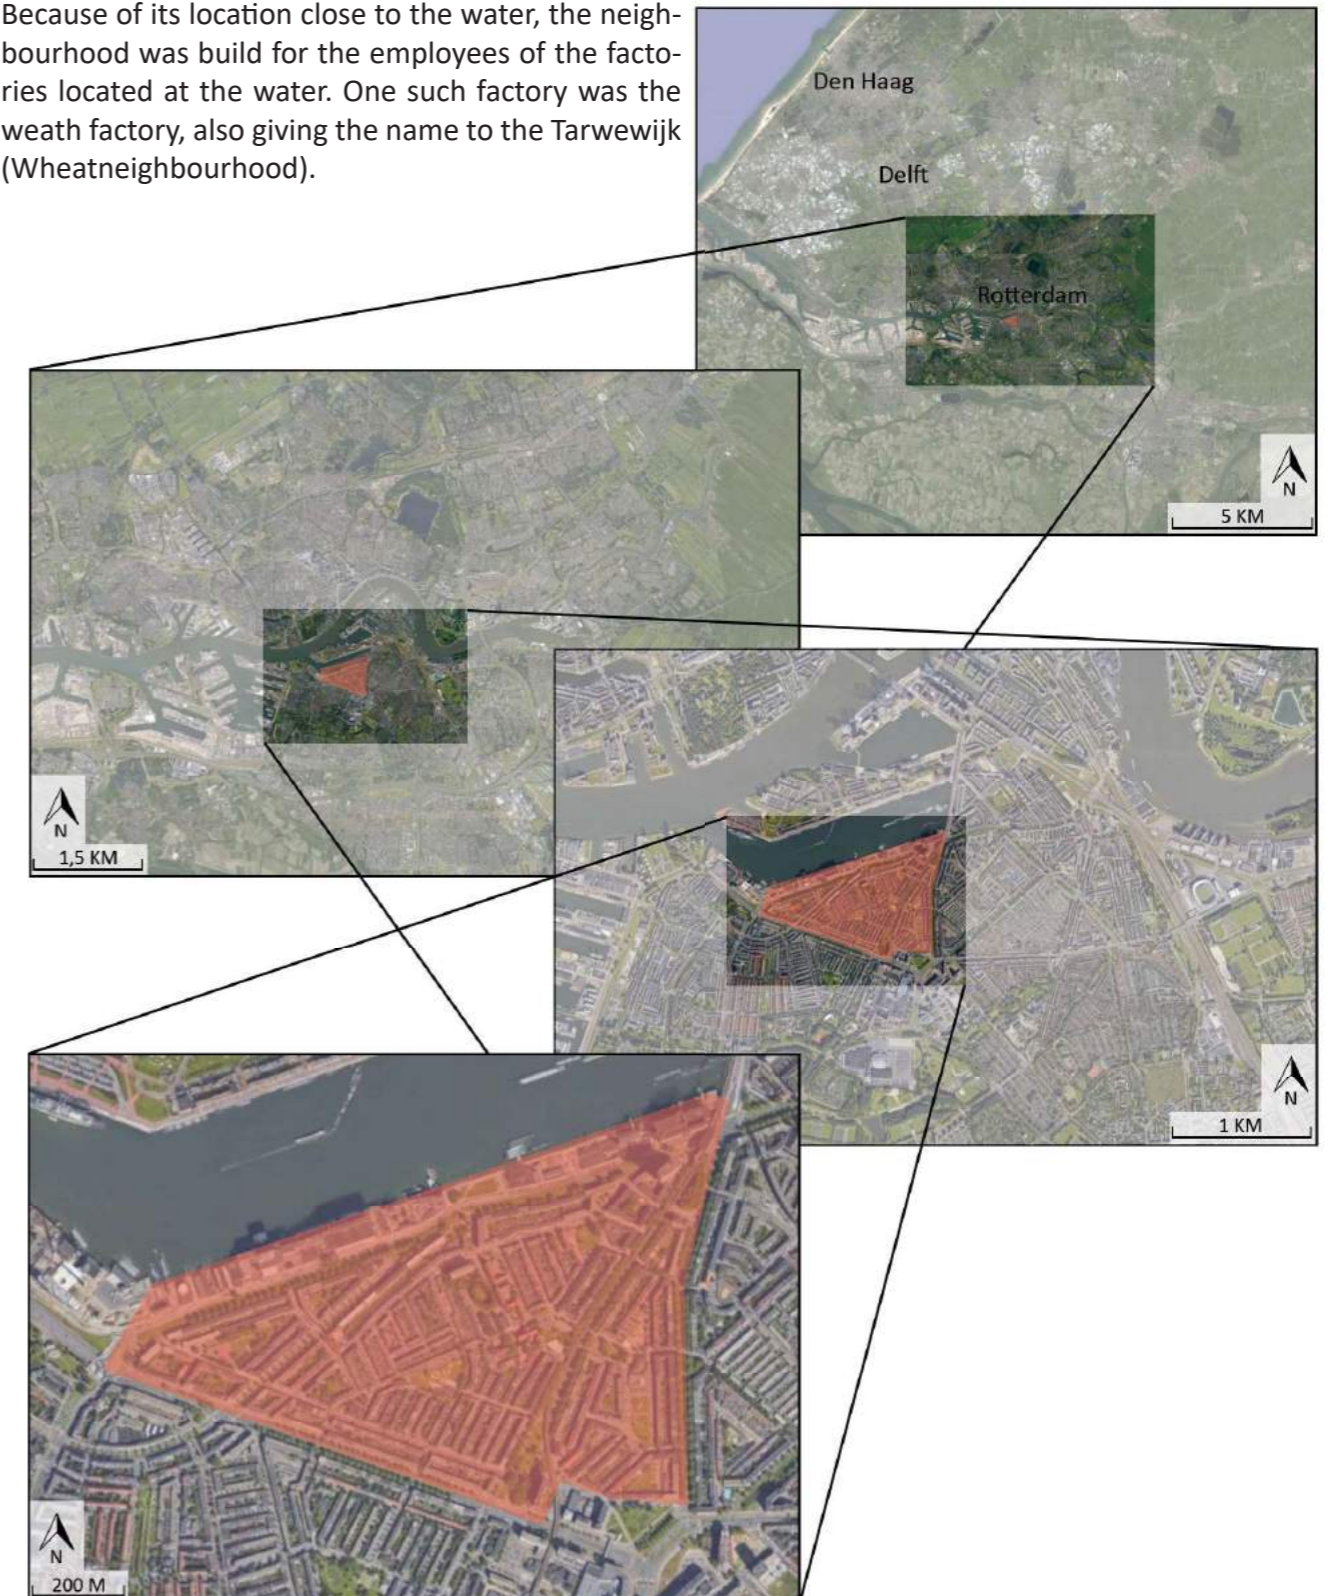 Because of its location close to the water, the neigh-
bourhood was build for the employees of the facto-
ries located at the water. One such factory was the
weath factory, also giving the name to the Tarwewijk
(Wheatneighbourhood).
Den Haag
Delft
Rotterdam
N
5 KM
N
1,5 KM
N
1 KM
N
200 M